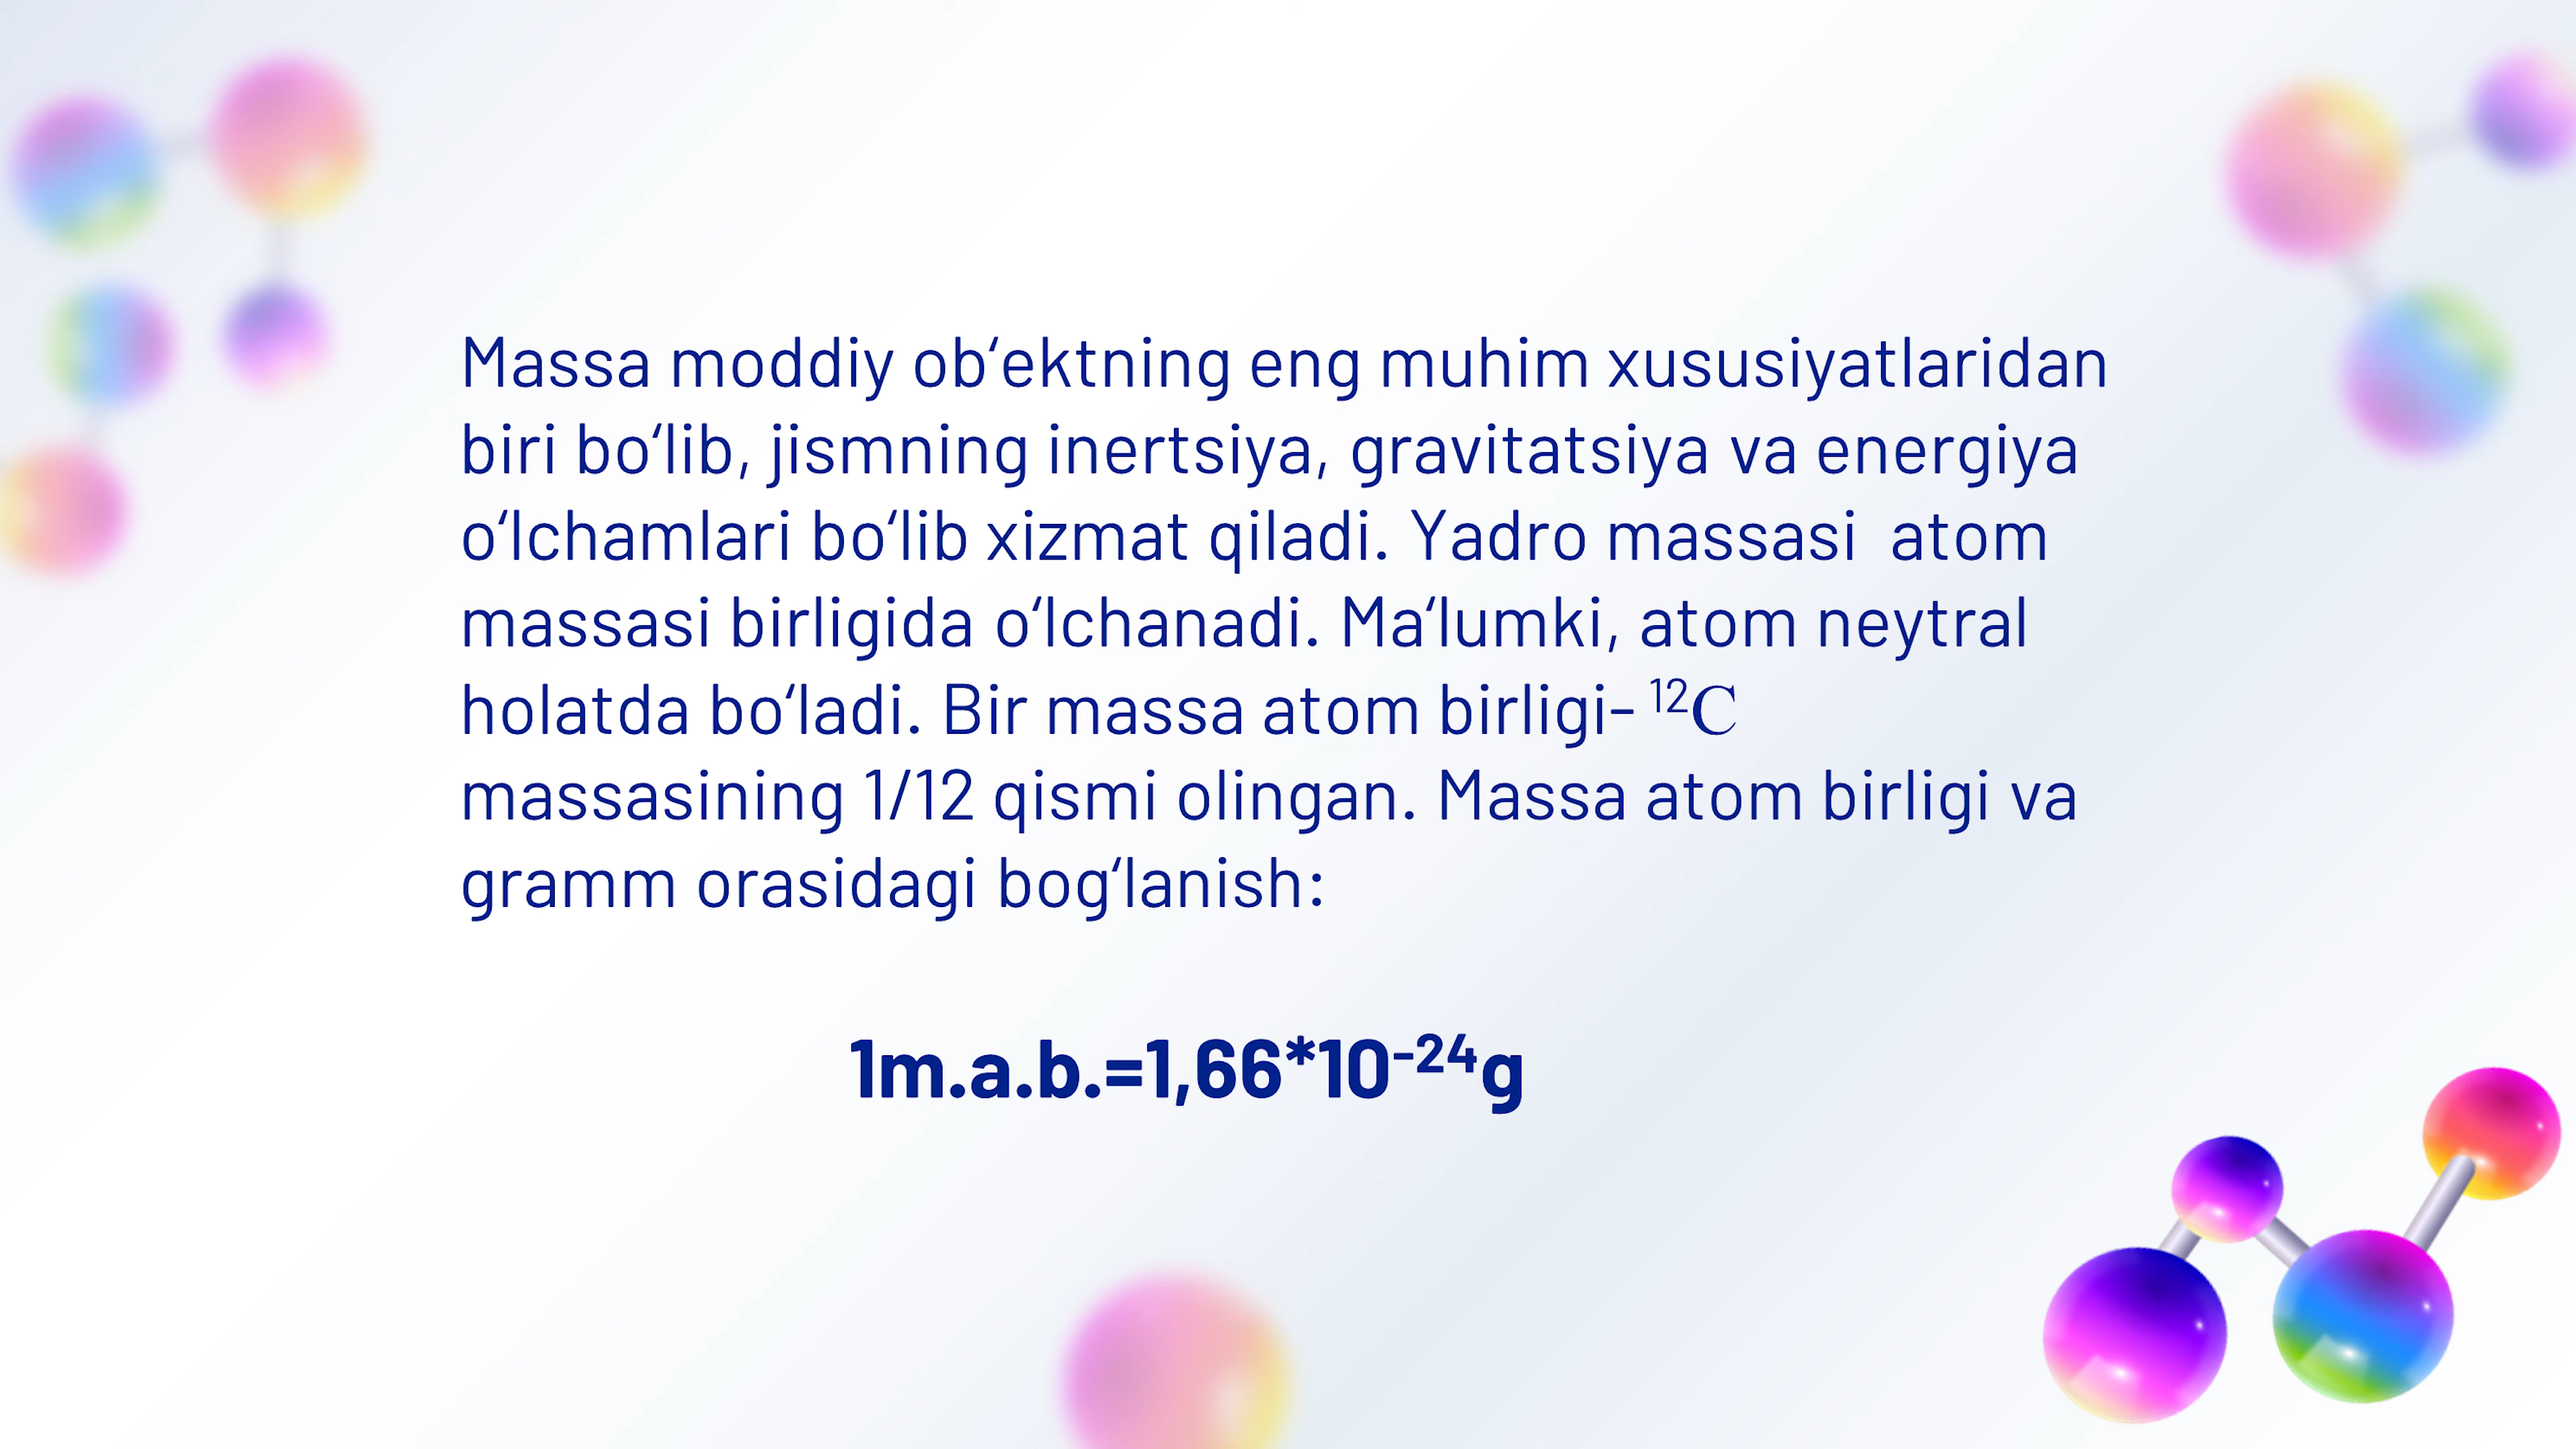 Massa moddiy ob‘ektning eng muhim xususiyatlaridan
biri bo‘lib, jismning inertsiya, gravitatsiya va energiya
o‘lchamlari bo‘lib xizmat qiladi. Yadro massasi  atom
massasi birligida o‘lchanadi. Ma‘lumki, atom neytral
holatda bo‘ladi. Bir massa atom birligi- ¹²C
massasining 1/12 qismi olingan. Massa atom birligi va
gramm orasidagi bog‘lanish:
1m.a.b.=1,66*10⁻²⁴g